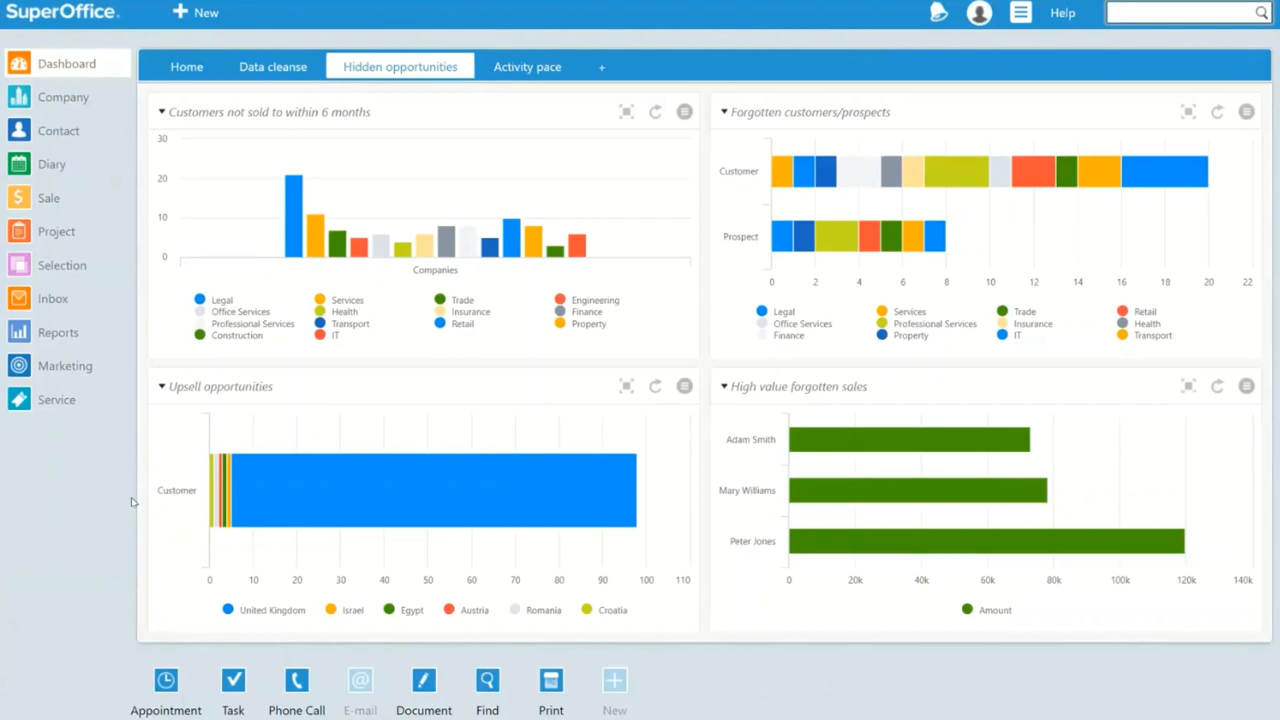 SuperOffice.
New
Help
Dashboard
Company
Contact
Diary
Sale
Project
Selection
Inbox
Reports
Marketing
Service
Home Data cleanse Hidden opportunities Activity pace +
Customers not sold to within 6 months
30
20
10
0
Companies
Legal Services Trade Engineering
Office Services Health Insurance Finance
Professional Services Transport Retail Property
Construction IT
Forgotten customers/prospects
Customer
Prospect
0 2 4 6 8 10 12 14 16 18 20 22
Legal Services Trade Retail
Office Services Professional Services Insurance Health
Finance Property IT Transport
Upsell opportunities
Customer
0 10 20 30 40 50 60 70 80 90 100 110
United Kingdom Israel Egypt Austria Romania Croatia
High value forgotten sales
Adam Smith
Mary Williams
Peter Jones
0 20k 40k 60k 80k 100k 120k 140k
Amount
Appointment Task Phone Call E-mail Document Find Print New